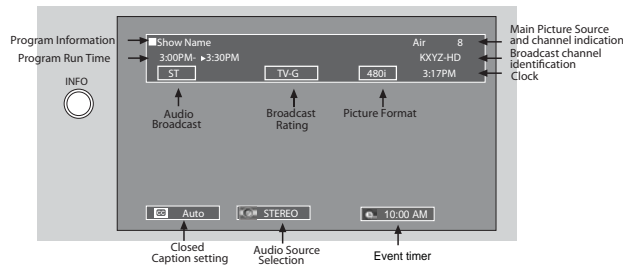 Program Information
Show Name
Air 8
Main Picture Source
and channel indication
Program Run Time
3:00PM- ▸3:30PM
KXYZ-HD
Broadcast channel
identification
ST
TV-G
480i
3:17PM
Clock
INFO
Audio
Broadcast
Broadcast
Rating
Picture Format
CC Auto
STEREO
10:00 AM
Closed
Caption setting
Audio Source
Selection
Event timer